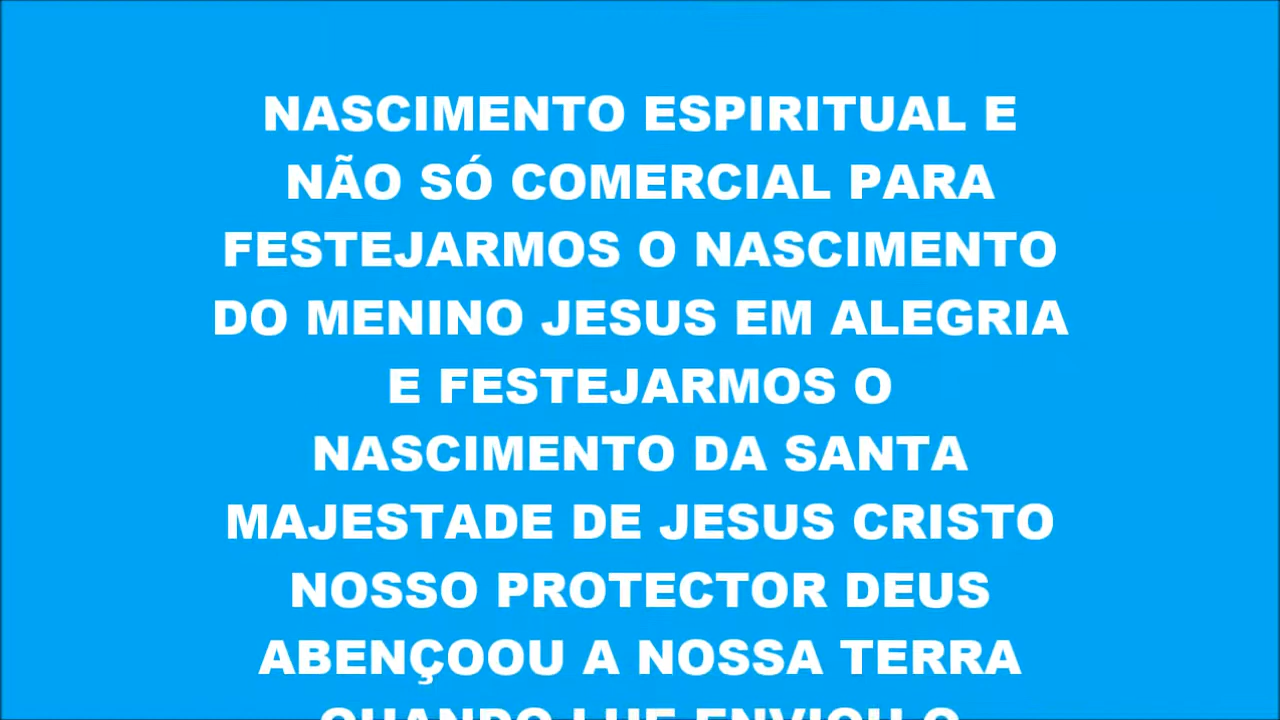 NASCIMENTO ESPIRITUAL E
NÃO SÓ COMERCIAL PARA
FESTEJARMOS O NASCIMENTO
DO MENINO JESUS EM ALEGRIA
E FESTEJARMOS O
NASCIMENTO DA SANTA
MAJESTADE DE JESUS CRISTO
NOSSO PROTECTOR DEUS
ABENÇOOU A NOSSA TERRA
QUANDO LHE ENVIOU O